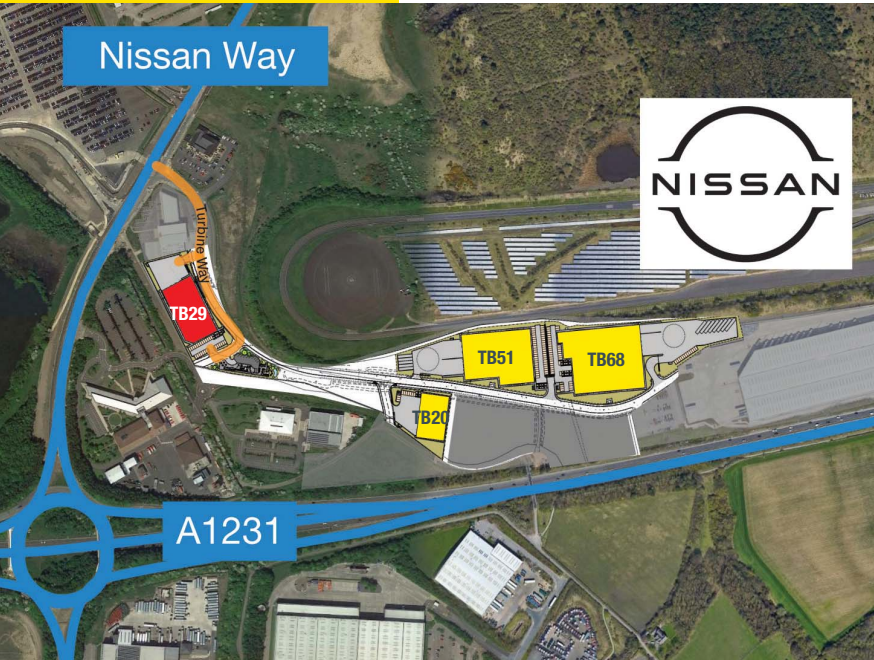 Nissan Way
NISSAN
Turbine Way
TB29
TB51
TB68
TB20
A1231